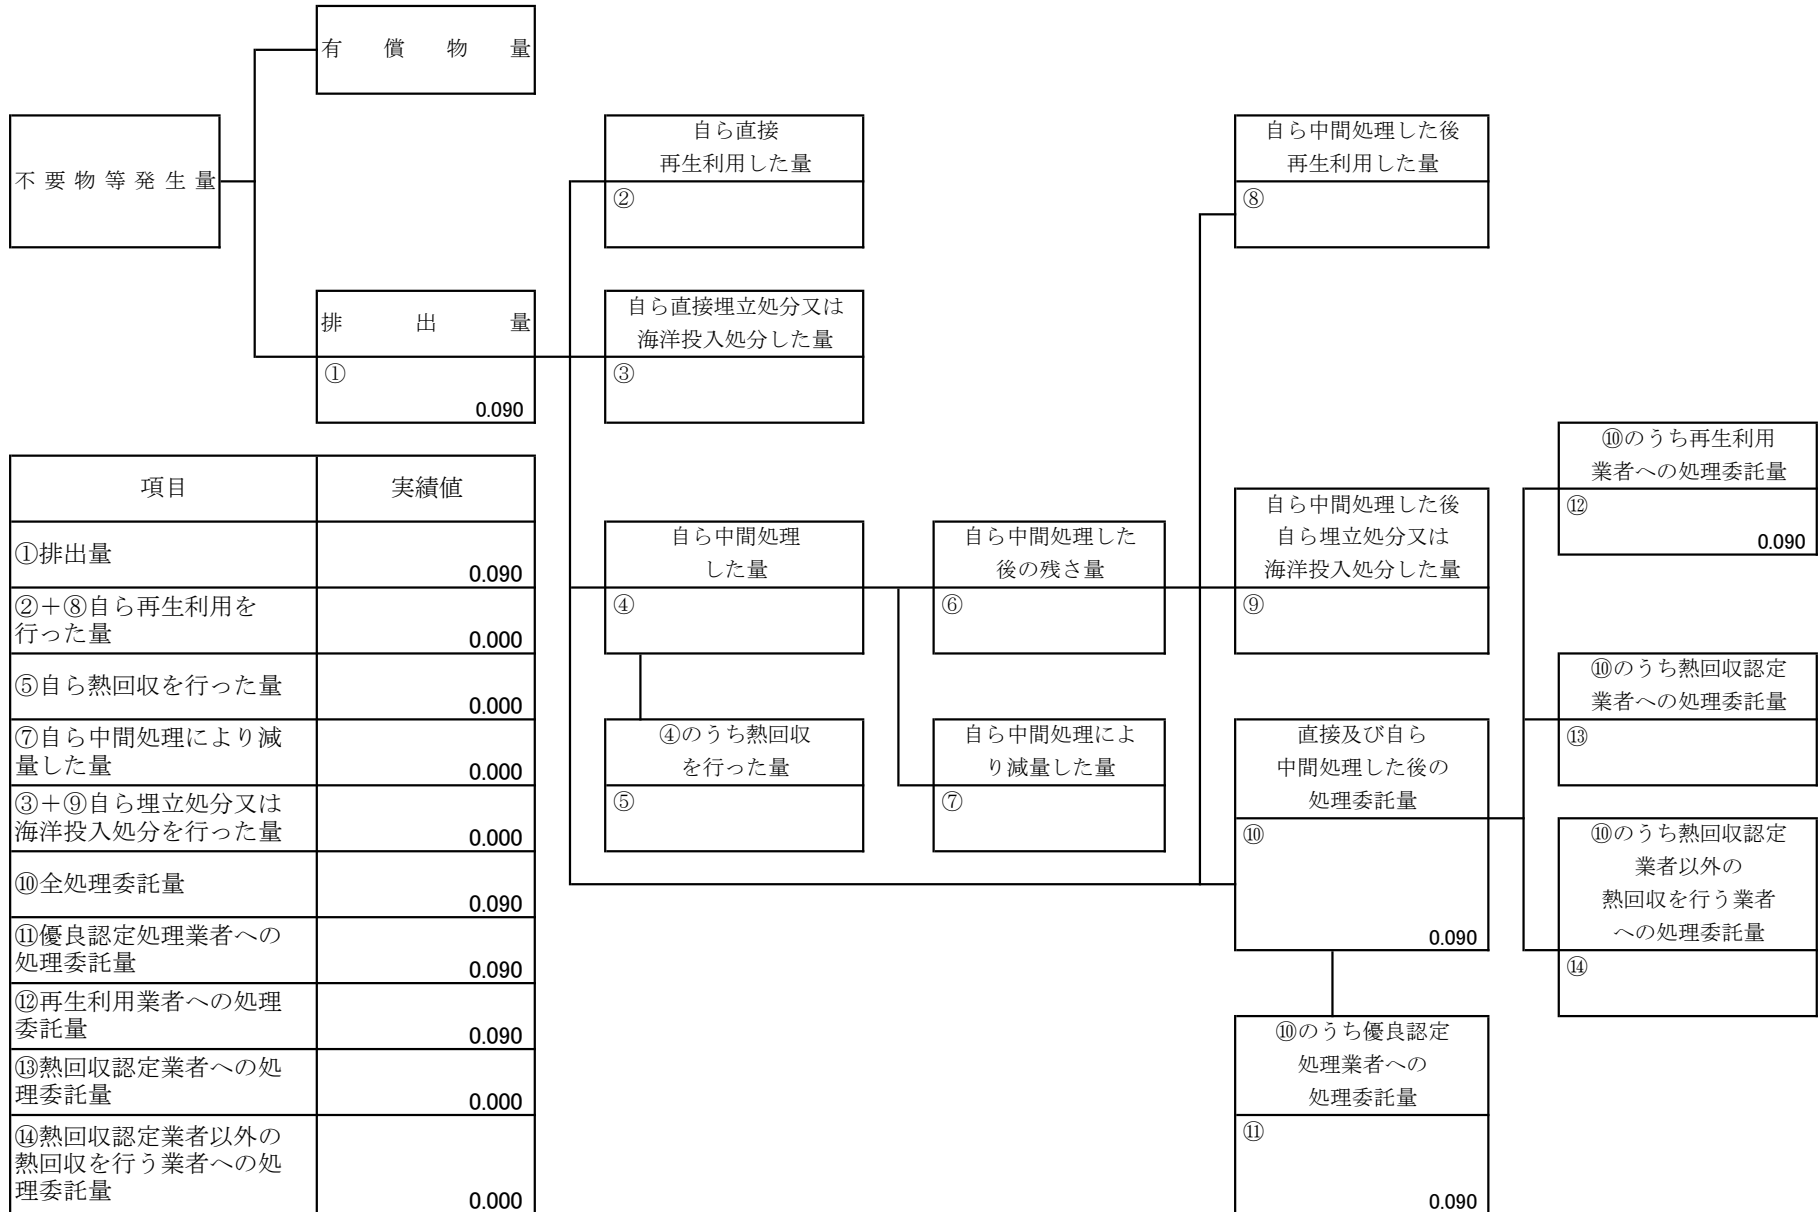 有償物量
不要物等発生量
排出量
①
0.090
自ら直接
再生利用した量
②
自ら直接埋立処分又は
海洋投入処分した量
③
自ら中間処理
した量
④
④のうち熱回収
を行った量
⑤
自ら中間処理した
後の残さ量
⑥
自ら中間処理によ
り減量した量
⑦
自ら中間処理した後
再生利用した量
⑧
自ら中間処理した後
自ら埋立処分又は
海洋投入処分した量
⑨
直接及び自ら
中間処理した後の
処理委託量
⑩
0.090
⑩のうち優良認定
処理業者への
処理委託量
⑪
0.090
⑩のうち再生利用
業者への処理委託量
⑫
0.090
⑩のうち熱回収認定
業者への処理委託量
⑬
⑩のうち熱回収認定
業者以外の
熱回収を行う業者
への処理委託量
⑭
項目 実績値
①排出量
0.090
②＋⑧自ら再生利用を
行った量
0.000
⑤自ら熱回収を行った量
0.000
⑦自ら中間処理により減
量した量
0.000
③＋⑨自ら埋立処分又は
海洋投入処分を行った量
0.000
⑩全処理委託量
0.090
⑪優良認定処理業者への
処理委託量
0.090
⑫再生利用業者への処理
委託量
0.090
⑬熱回収認定業者への処
理委託量
0.000
⑭熱回収認定業者以外の
熱回収を行う業者への処
理委託量
0.000